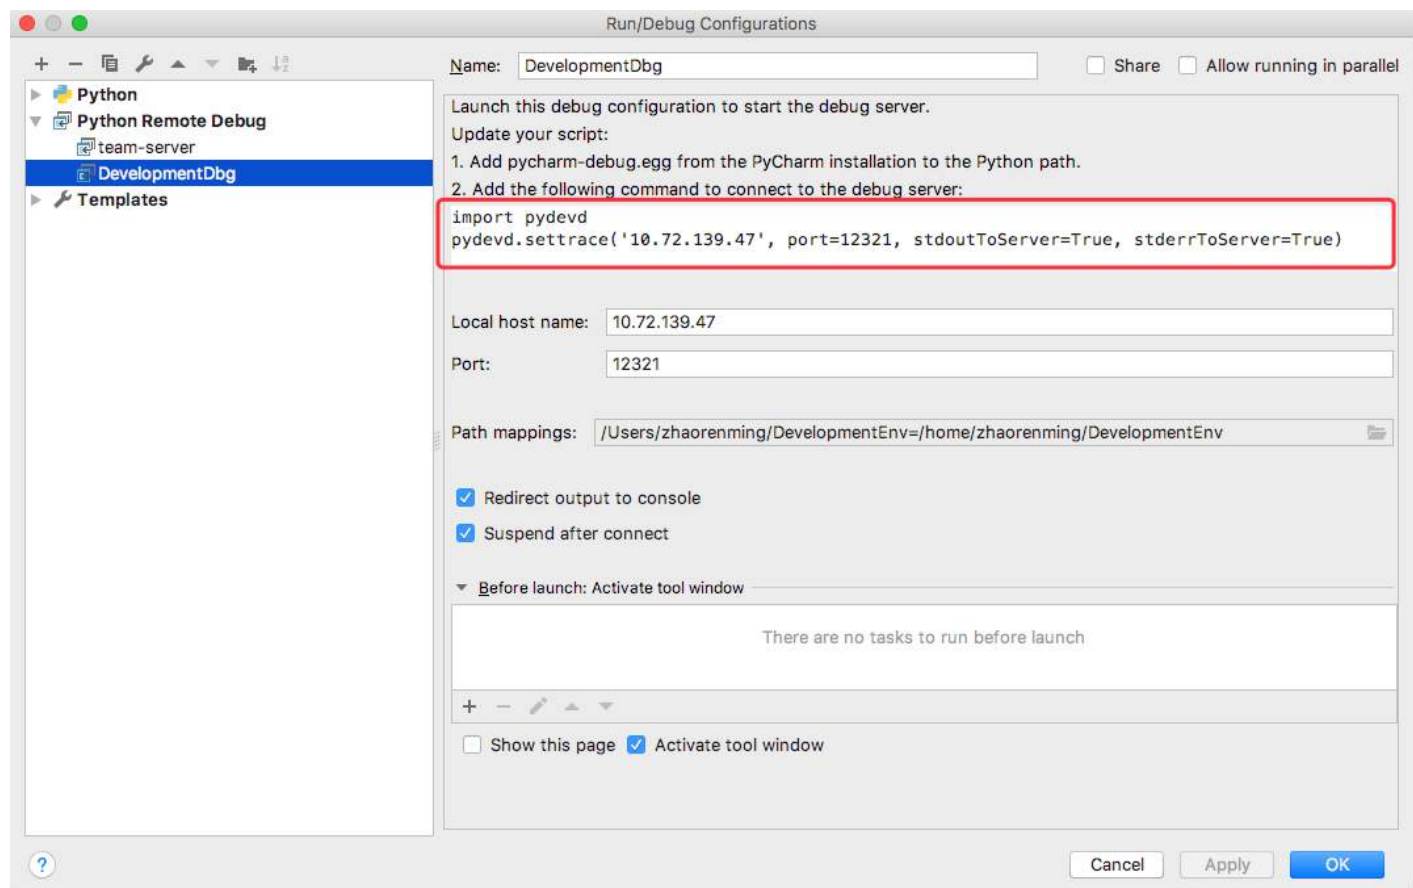 Run/Debug Configurations
Name: DevelopmentDbg
Share
Allow running in parallel
Python
Python Remote Debug
team-server
DevelopmentDbg
Templates
Launch this debug configuration to start the debug server.
Update your script:
1. Add pycharm-debug.egg from the PyCharm installation to the Python path.
2. Add the following command to connect to the debug server:
import pydevd
pydevd.settrace('10.72.139.47', port=12321, stdoutToServer=True, stderrToServer=True)
Local host name: 10.72.139.47
Port: 12321
Path mappings: /Users/zhaorenming/DevelopmentEnv=/home/zhaorenming/DevelopmentEnv
Redirect output to console
Suspend after connect
Before launch: Activate tool window
There are no tasks to run before launch
Show this page
Activate tool window
?
Cancel
Apply
OK